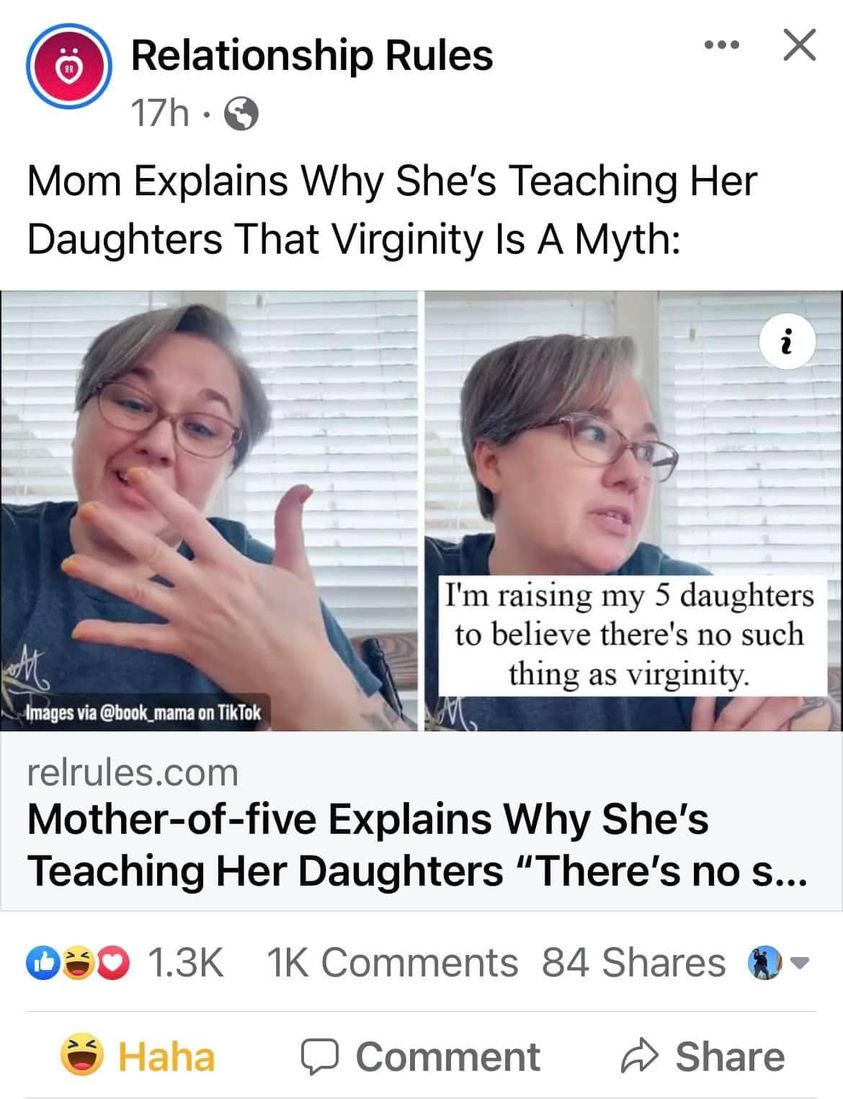 Relationship Rules
17h ·
Mom Explains Why She's Teaching Her
Daughters That Virginity Is A Myth:
I'm raising my 5 daughters
to believe there's no such
thing as virginity.
Images via @book_mama on TikTok
relrules.com
Mother-of-five Explains Why She's
Teaching Her Daughters “There's no s...
1.3K 1K Comments 84 Shares
Haha Comment Share